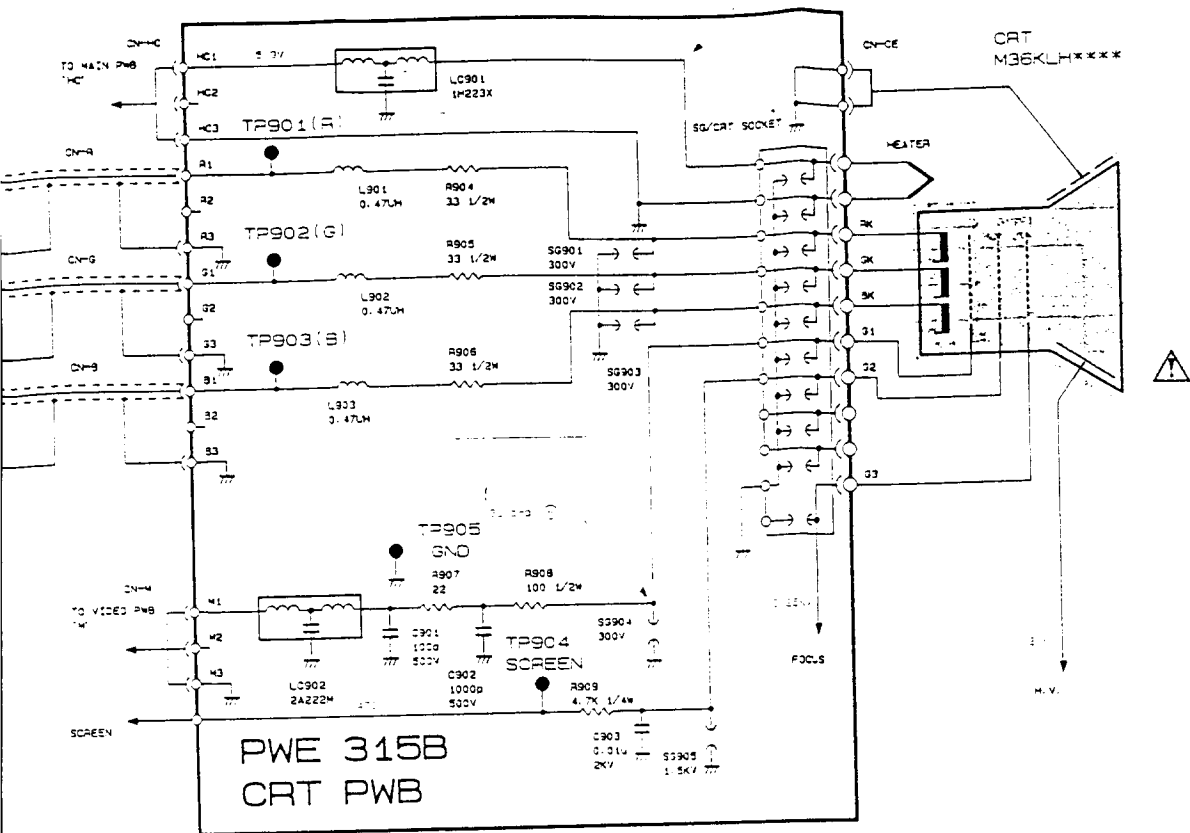 CN-HC
TO MAIN PWB
"HC"
HC1
HC2
HC3
LC901
1H223X
CN-CE
CRT
M36KLH****
SG/CRT SOCKET
HEATER
TP901(R)
CN-R
R1
R2
R3
L901
0.47UH
R904
33 1/2W
TP902(G)
CN-G
G1
G2
G3
L902
0.47UH
R905
33 1/2W
SG901
300V
SG902
300V
SG903
300V
TP903(B)
CN-B
B1
B2
B3
L903
0.47UH
R906
33 1/2W
RK
GK
BK
G1
G2
G3
TP905
GND
CN-M
TO VIDEO PWB
"M"
M1
M2
M3
LC902
2A222M
C901
500V
R907
22
C902
1000p
500V
R908
100 1/2W
TP904
SCREEN
SG904
300V
R909
4.7K 1/4W
C903
0.01u
2KV
SG905
1.5KV
SCREEN
FOCUS
H.V.
PWE 315B
CRT PWB